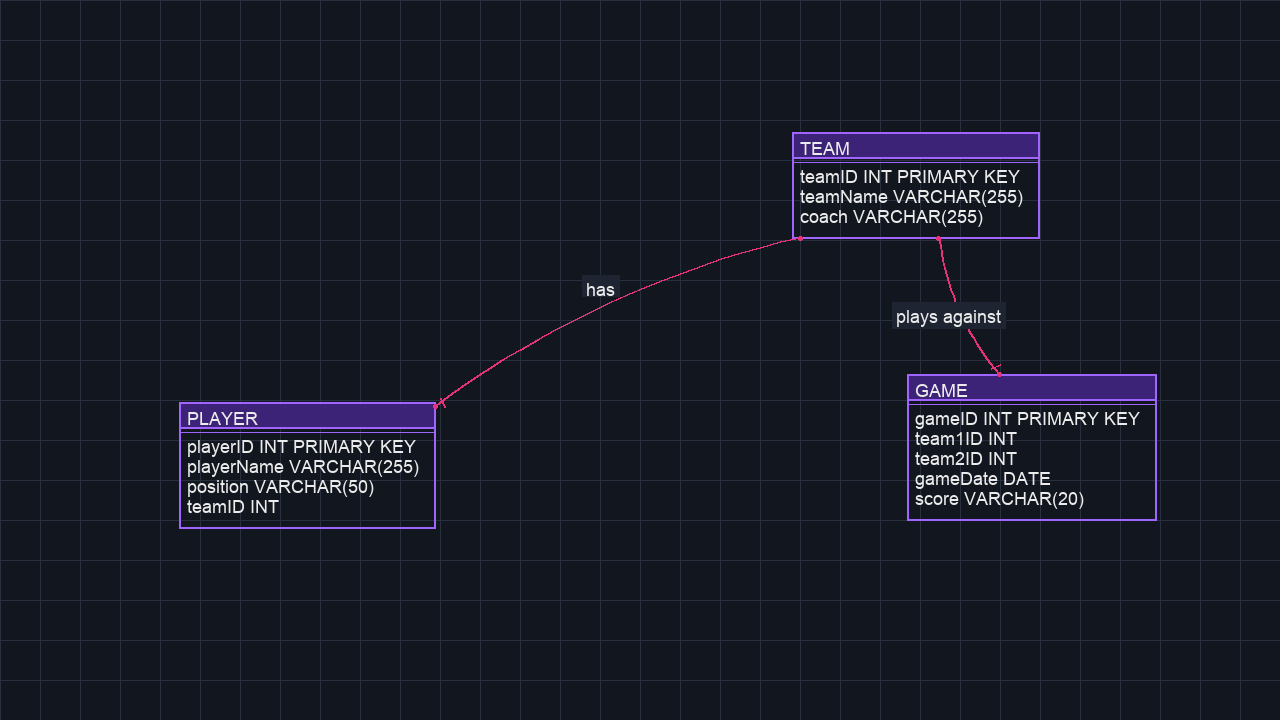 TEAM
teamID INT PRIMARY KEY
teamName VARCHAR(255)
coach VARCHAR(255)
has
plays against
PLAYER
playerID INT PRIMARY KEY
playerName VARCHAR(255)
position VARCHAR(50)
teamID INT
GAME
gameID INT PRIMARY KEY
team1ID INT
team2ID INT
gameDate DATE
score VARCHAR(20)